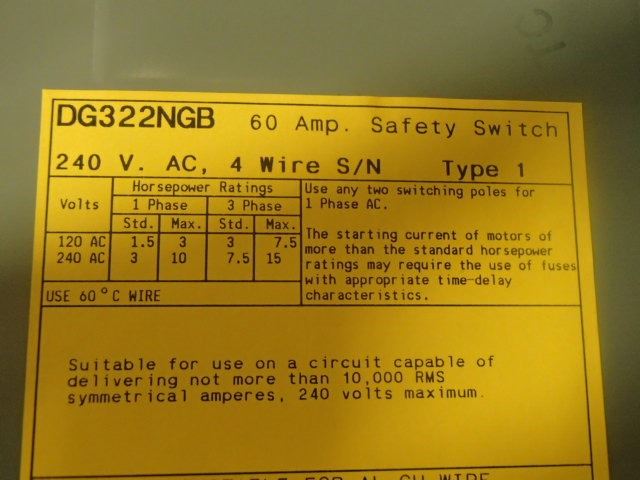 DG322NGB 60 Amp. Safety Switch
240 V. AC, 4 Wire S/N Type 1
Volts Horsepower Ratings
1 Phase 3 Phase
Std. Max. Std. Max.
120 AC 1.5 3 3 7.5
240 AC 3 10 7.5 15
USE 60°C WIRE
Use any two switching poles for
1 Phase AC.
The starting current of motors of
more than the standard horsepower
ratings may require the use of fuses
with appropriate time-delay
characteristics.
Suitable for use on a circuit capable of
delivering not more than 10,000 RMS
symmetrical amperes, 240 volts maximum.
FOR AL-CU WIRE